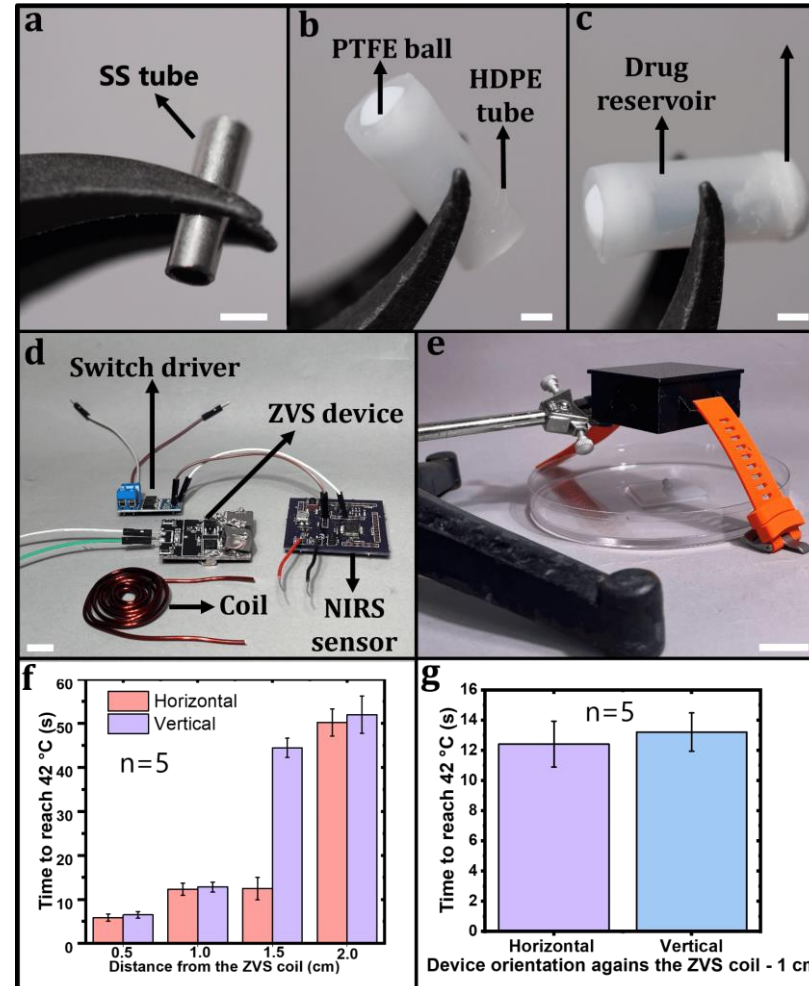 a
SS tube
b
PTFE ball
HDPE
tube
c
Drug
reservoir
d
Switch driver
ZVS device
Coil
NIRS
sensor
e
f
Time to reach 42 °C (s)
60
50
40
30
20
10
0
Horizontal
Vertical
n=5
0.5
1.0
1.5
2.0
Distance from the ZVS coil (cm)
g
Time to reach 42 °C (s)
16
14
12
10
8
6
4
2
0
n=5
Horizontal
Vertical
Device orientation agains the ZVS coil - 1 cm